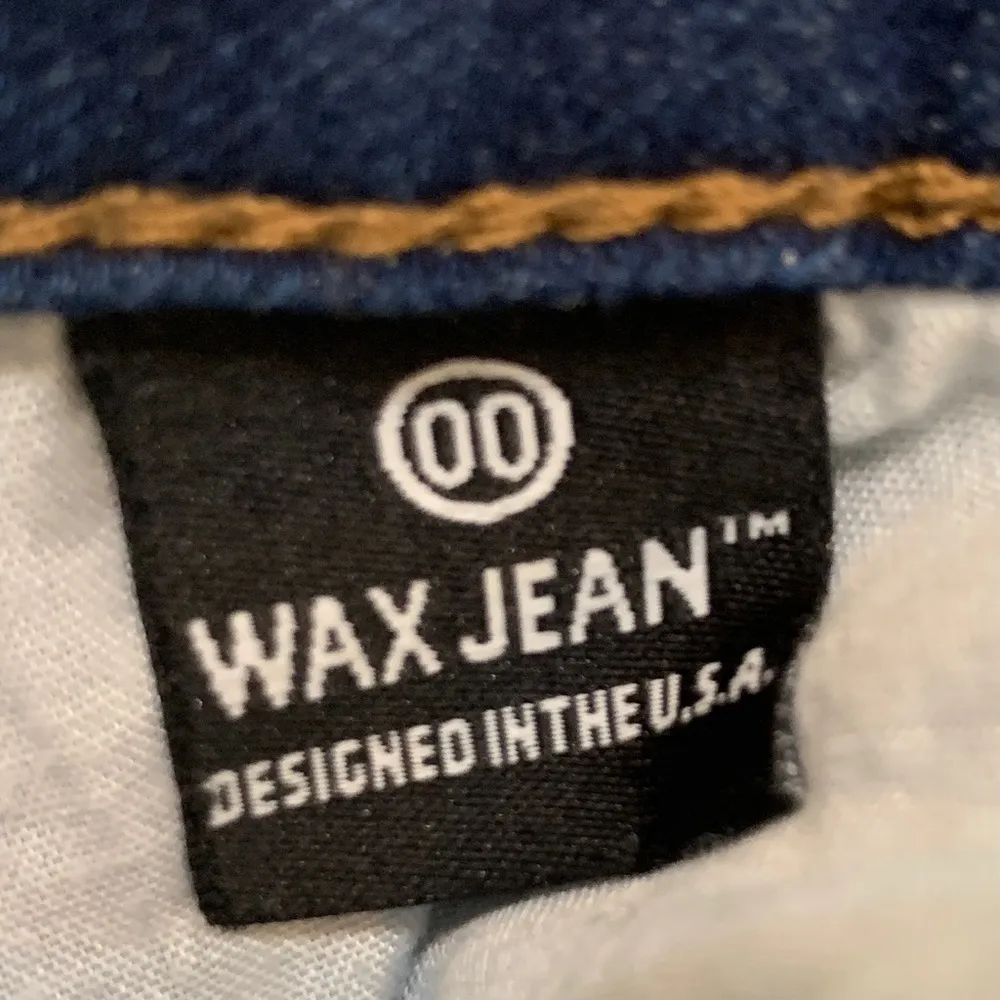 00
WAX JEAN™
DESIGNED IN THE U.S.A.